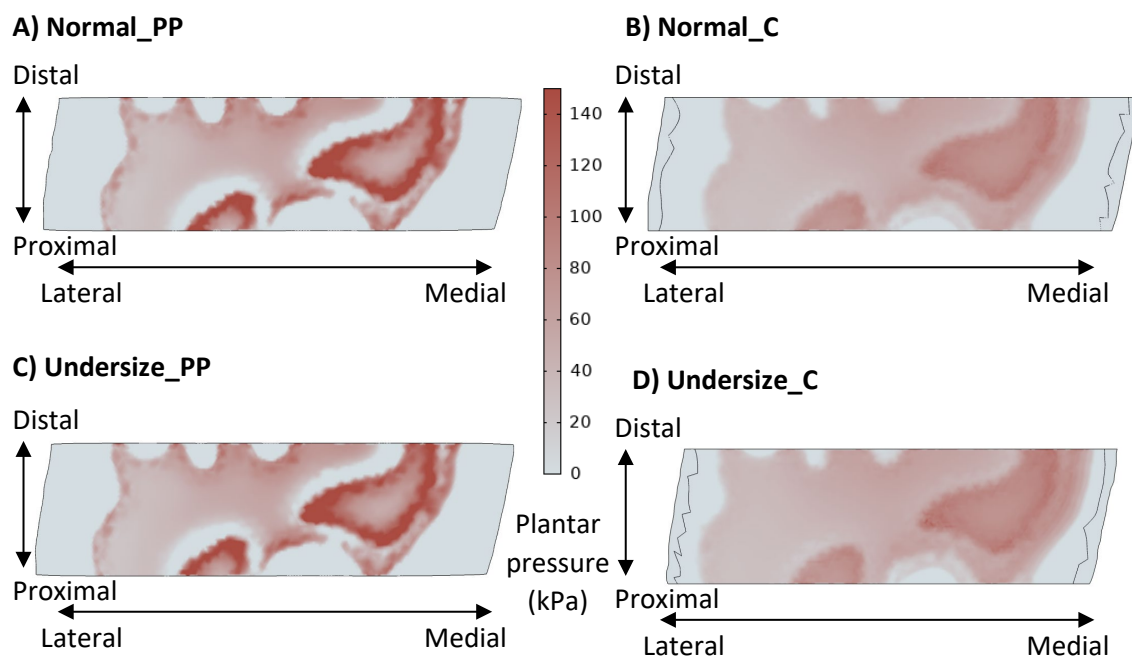 A) Normal_PP
Distal
Proximal
Lateral
Medial
B) Normal_C
Distal
Proximal
Lateral
Medial
140
120
100
80
60
40
20
0
Plantar
pressure
(kPa)
C) Undersize_PP
Distal
Proximal
Lateral
Medial
D) Undersize_C
Distal
Proximal
Lateral
Medial